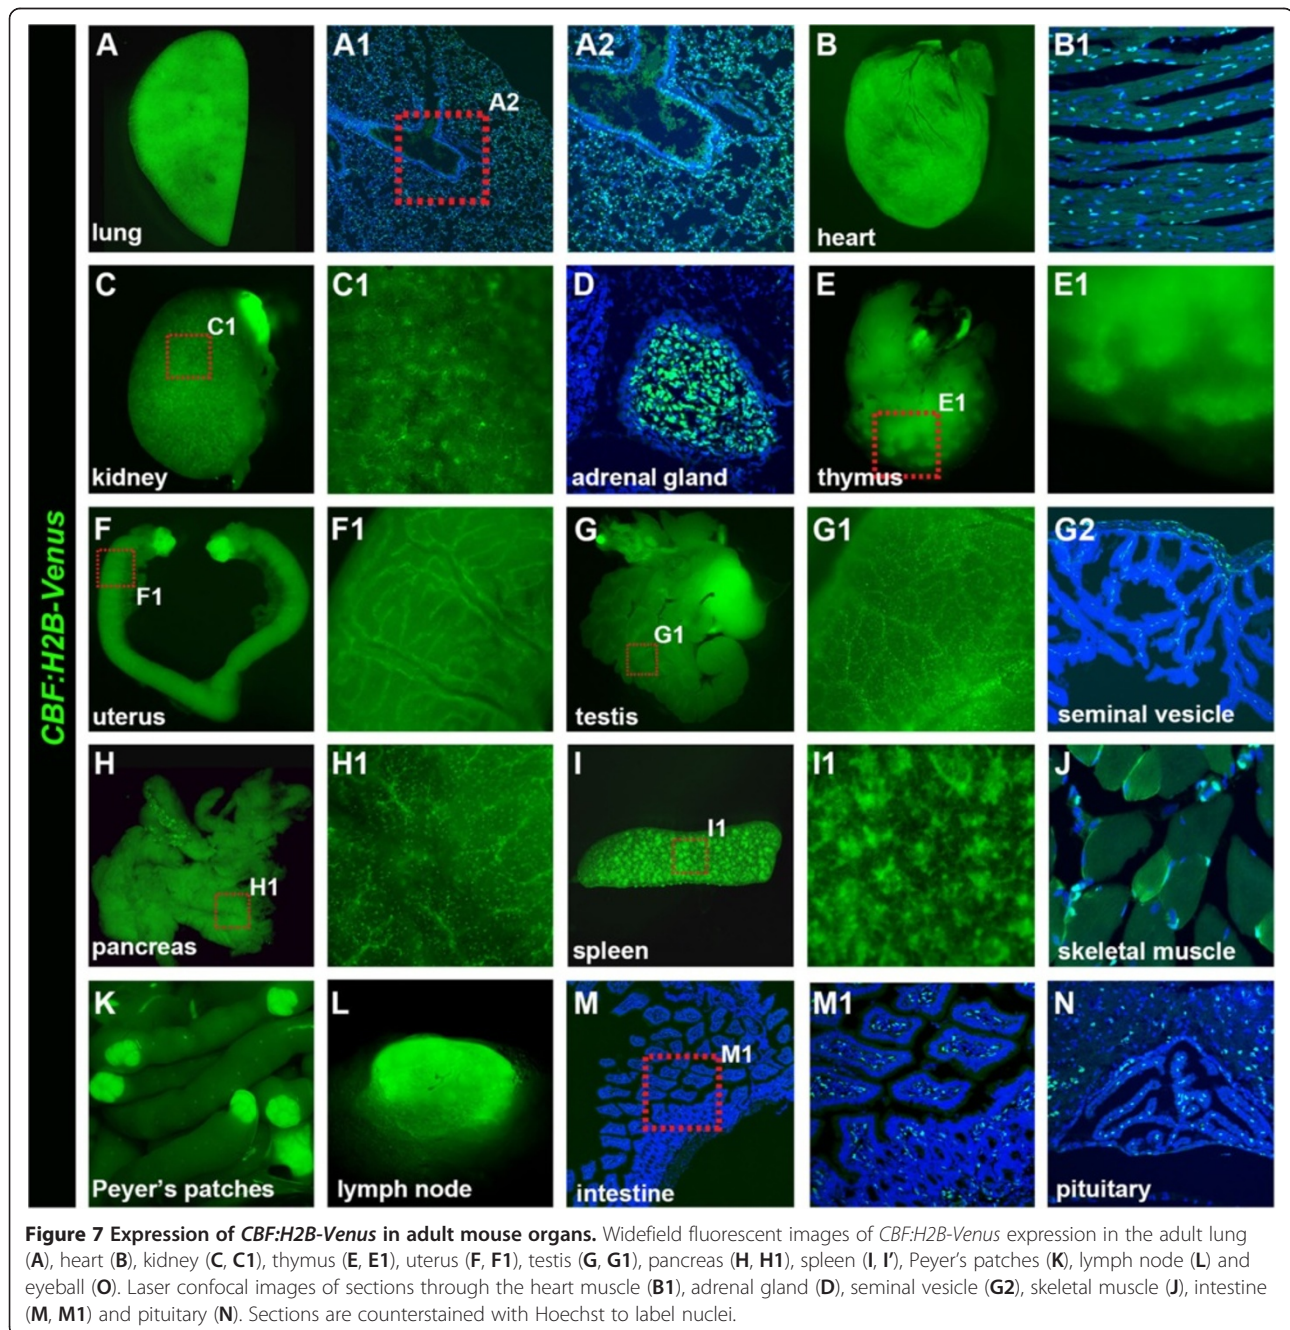 CBF:H2B-Venus
A
lung
A1
A2
A2
B
heart
B1
C
C1
kidney
C1
D
adrenal gland
E
E1
thymus
E1
F
F1
uterus
F1
G
G1
testis
G1
G2
seminal vesicle
H
H1
pancreas
H1
I
I1
spleen
I1
J
skeletal muscle
K
Peyer's patches
L
lymph node
M
M1
intestine
M1
N
pituitary
Figure 7 Expression of CBF:H2B-Venus in adult mouse organs. Widefield fluorescent images of CBF:H2B-Venus expression in the adult lung
(A), heart (B), kidney (C, C1), thymus (E, E1), uterus (F, F1), testis (G, G1), pancreas (H, H1), spleen (I, I'), Peyer's patches (K), lymph node (L) and
eyeball (O). Laser confocal images of sections through the heart muscle (B1), adrenal gland (D), seminal vesicle (G2), skeletal muscle (J), intestine
(M, M1) and pituitary (N). Sections are counterstained with Hoechst to label nuclei.